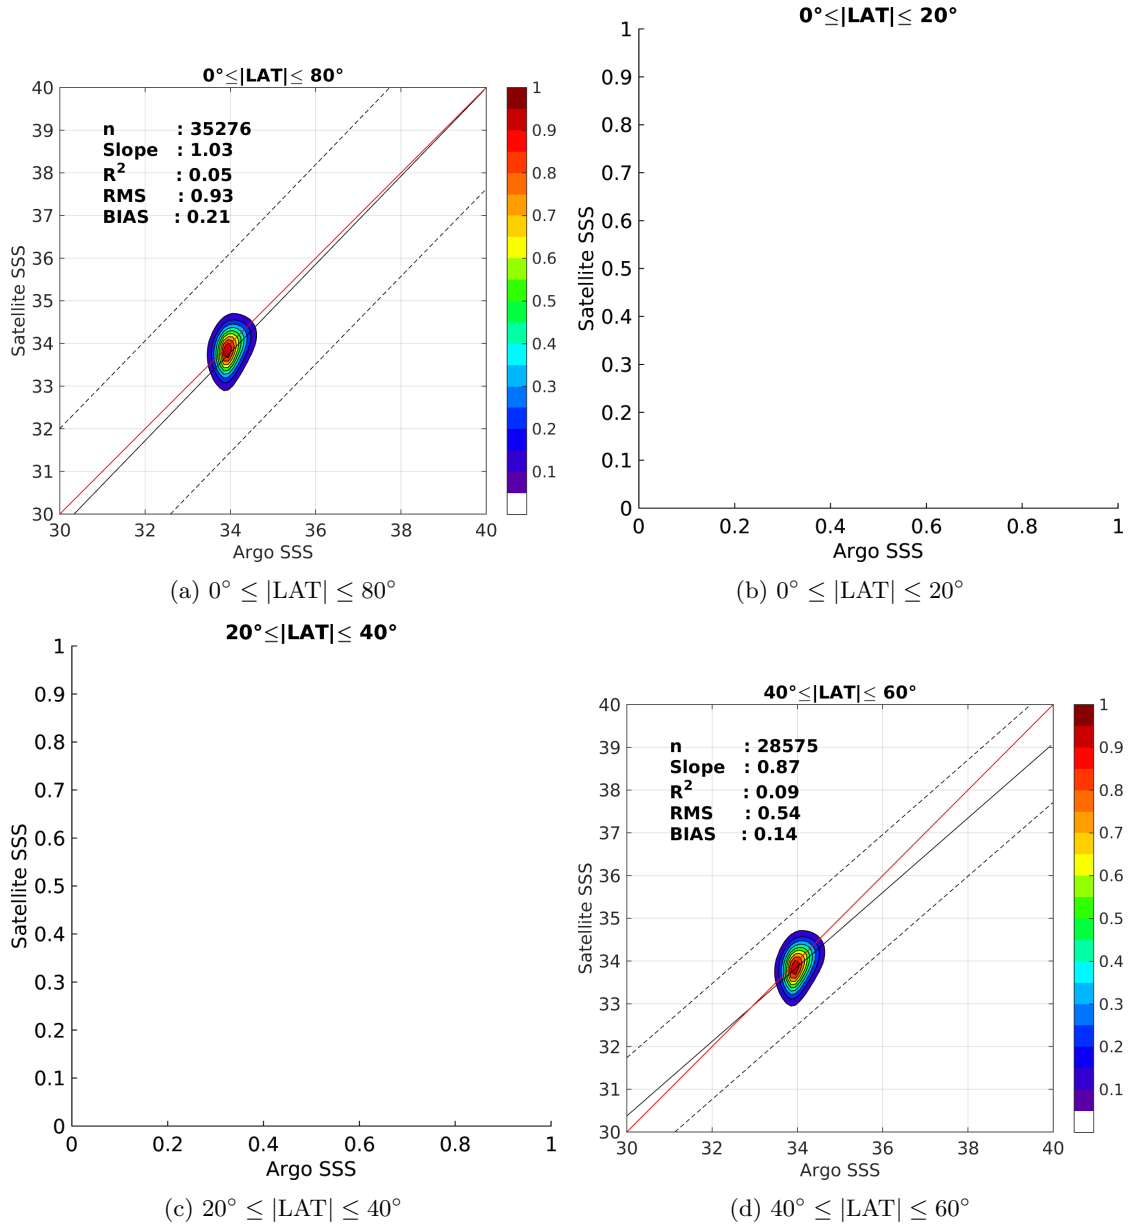 0°≤|LAT|≤ 80°
40
39
38
37
36
35
34
33
32
31
30
Satellite SSS
n : 35276
Slope : 1.03
R² : 0.05
RMS : 0.93
BIAS : 0.21
30 32 34 36 38 40
Argo SSS
1
0.9
0.8
0.7
0.6
0.5
0.4
0.3
0.2
0.1
(a) 0° ≤ |LAT| ≤ 80°
0°≤|LAT|≤ 20°
1
0.9
0.8
0.7
0.6
0.5
0.4
0.3
0.2
0.1
0
Satellite SSS
0 0.2 0.4 0.6 0.8 1
Argo SSS
(b) 0° ≤ |LAT| ≤ 20°
20°≤|LAT|≤ 40°
1
0.9
0.8
0.7
0.6
0.5
0.4
0.3
0.2
0.1
0
Satellite SSS
0 0.2 0.4 0.6 0.8 1
Argo SSS
(c) 20° ≤ |LAT| ≤ 40°
40°≤|LAT|≤ 60°
40
39
38
37
36
35
34
33
32
31
30
Satellite SSS
n : 28575
Slope : 0.87
R² : 0.09
RMS : 0.54
BIAS : 0.14
30 32 34 36 38 40
Argo SSS
1
0.9
0.8
0.7
0.6
0.5
0.4
0.3
0.2
0.1
(d) 40° ≤ |LAT| ≤ 60°